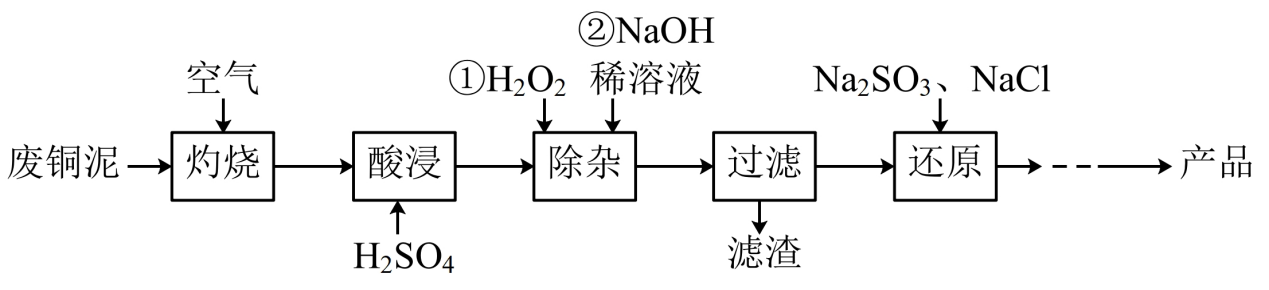 ②NaOH
空气
①H₂O₂
稀溶液
Na₂SO₃、NaCl
废铜泥
灼烧
酸浸
除杂
过滤
还原
产品
H₂SO₄
滤渣